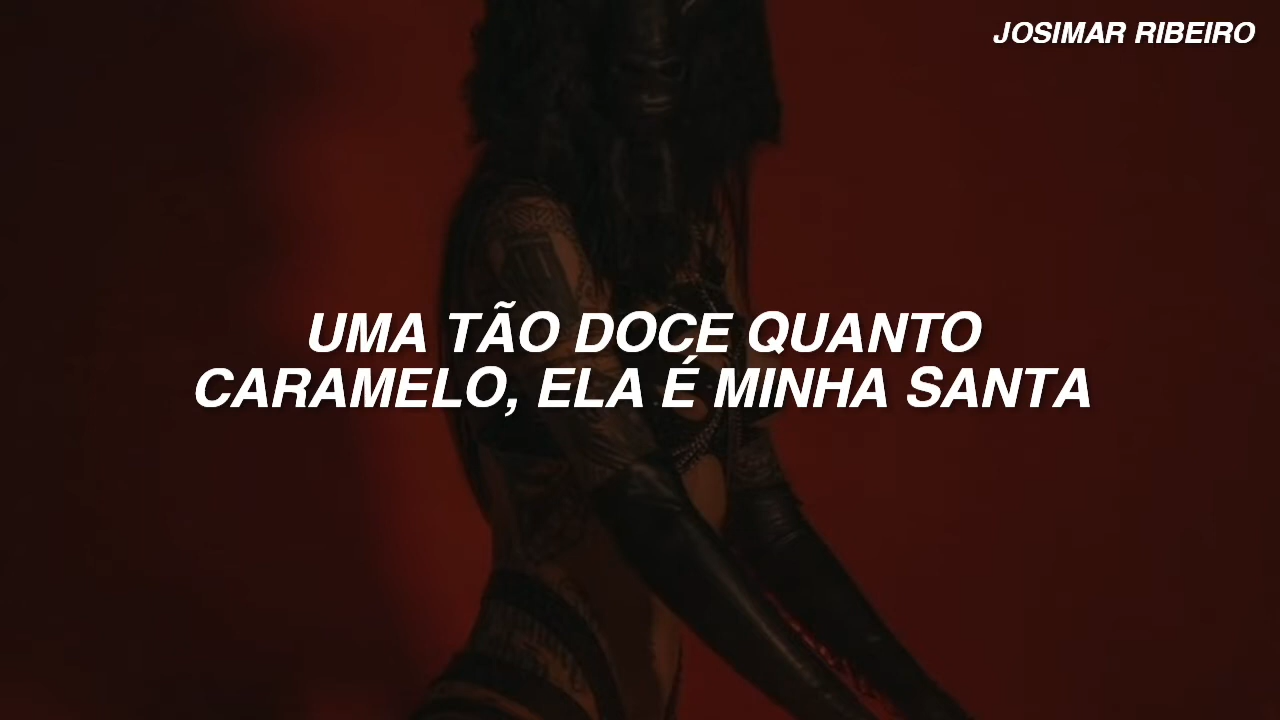 JOSIMAR RIBEIRO
UMA TÃO DOCE QUANTO
CARAMELO, ELA É MINHA SANTA